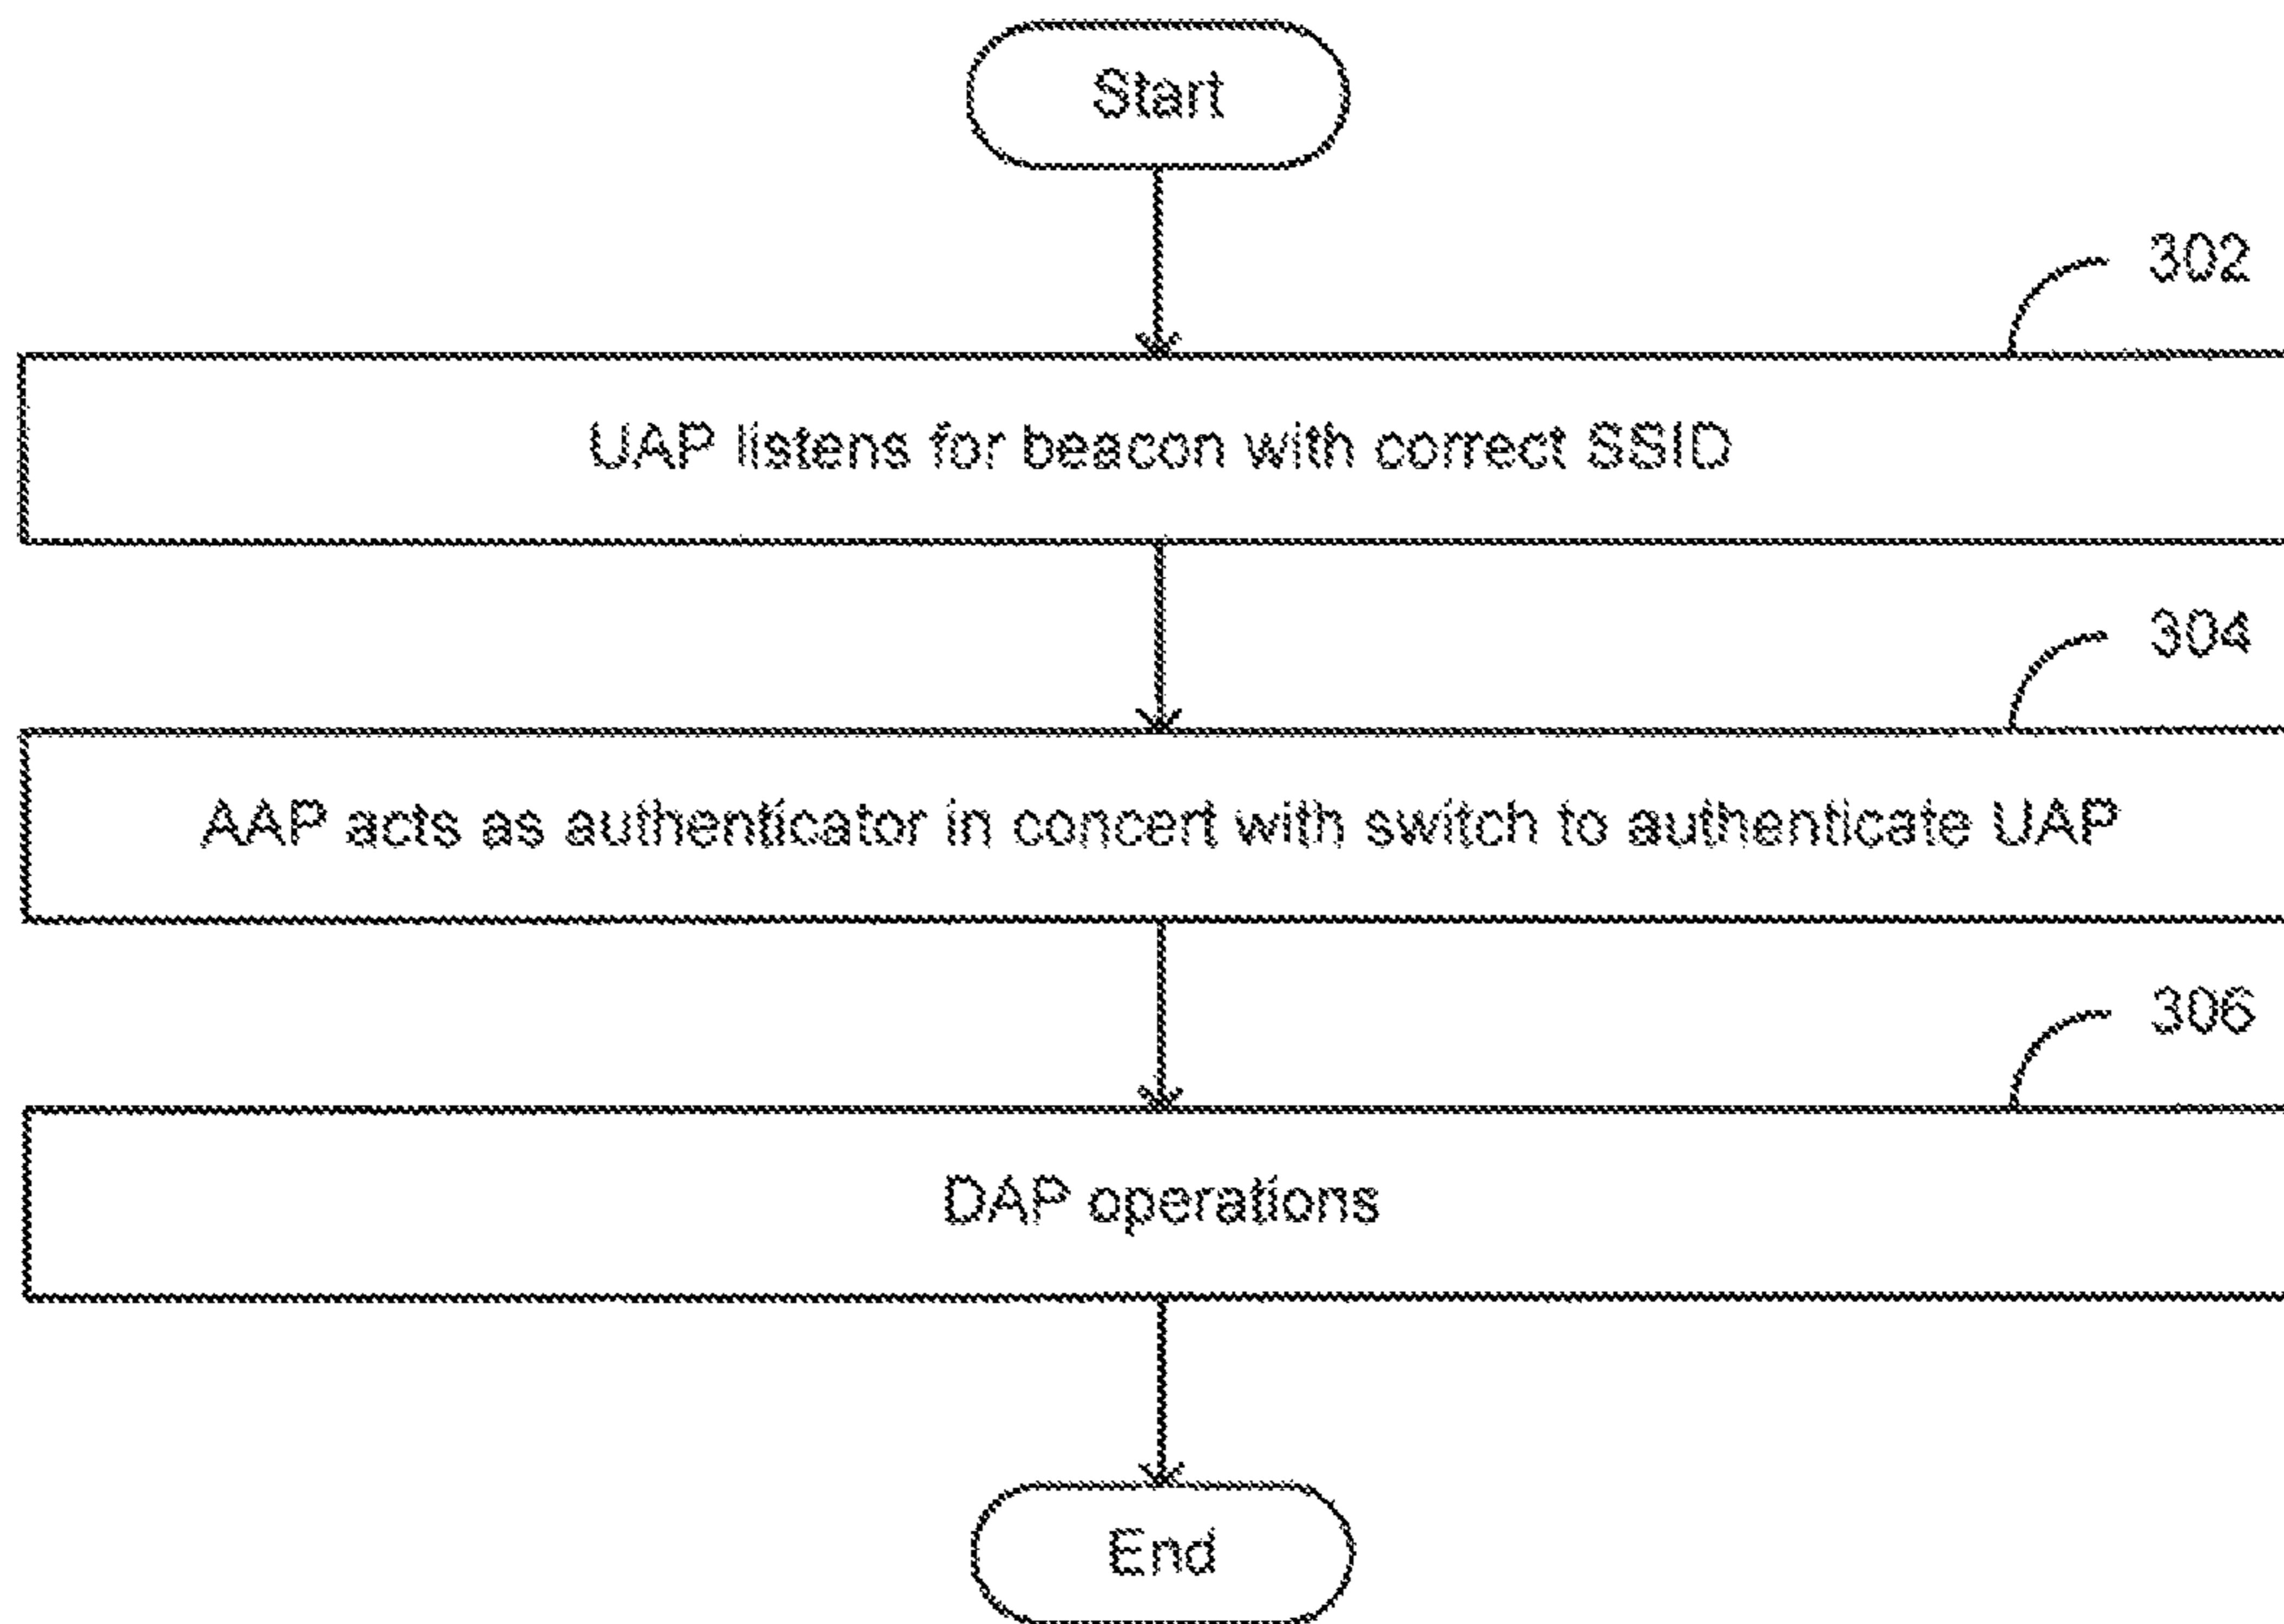 Start
302
UAP listens for beacon with correct SSID
304
AAP acts as authenticator in concert with switch to authenticate UAP
306
DAP operations
End